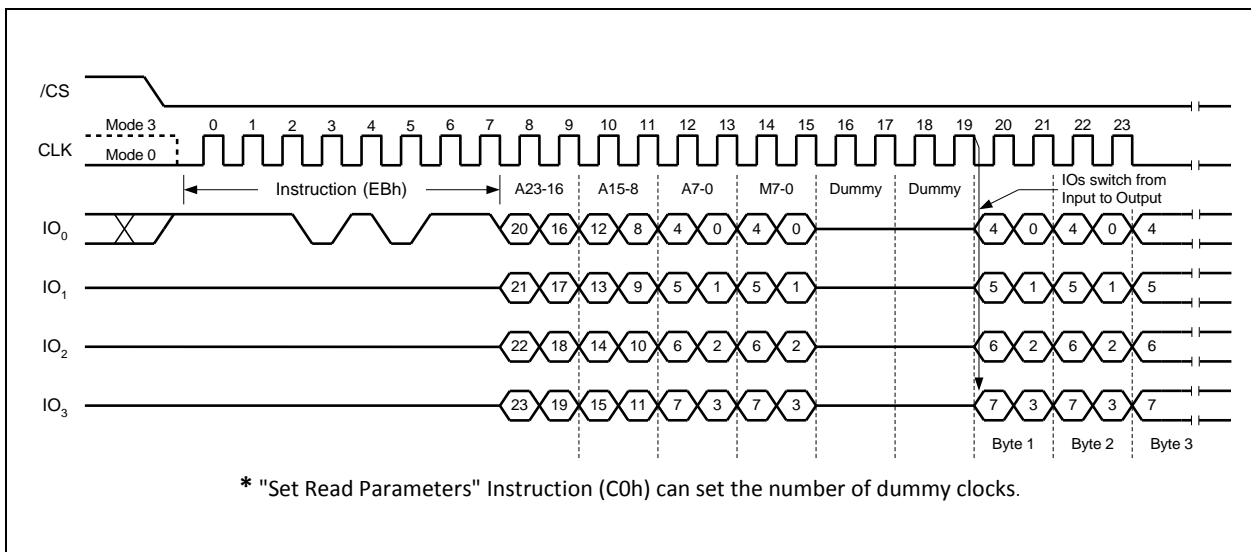 /CS
Mode 3
0 1 2 3 4 5 6 7 8 9 10 11 12 13 14 15 16 17 18 19 20 21 22 23
CLK
Mode 0
Instruction (EBh) A23-16 A15-8 A7-0 M7-0 Dummy Dummy
IOs switch from
Input to Output
IO0 20 16 12 8 4 0 4 0 4 0 4 0 4
IO1 21 17 13 9 5 1 5 1 5 1 5 1 5
IO2 22 18 14 10 6 2 6 2 6 2 6 2 6
IO3 23 19 15 11 7 3 7 3 7 3 7 3 7
Byte 1 Byte 2 Byte 3
* "Set Read Parameters" Instruction (C0h) can set the number of dummy clocks.